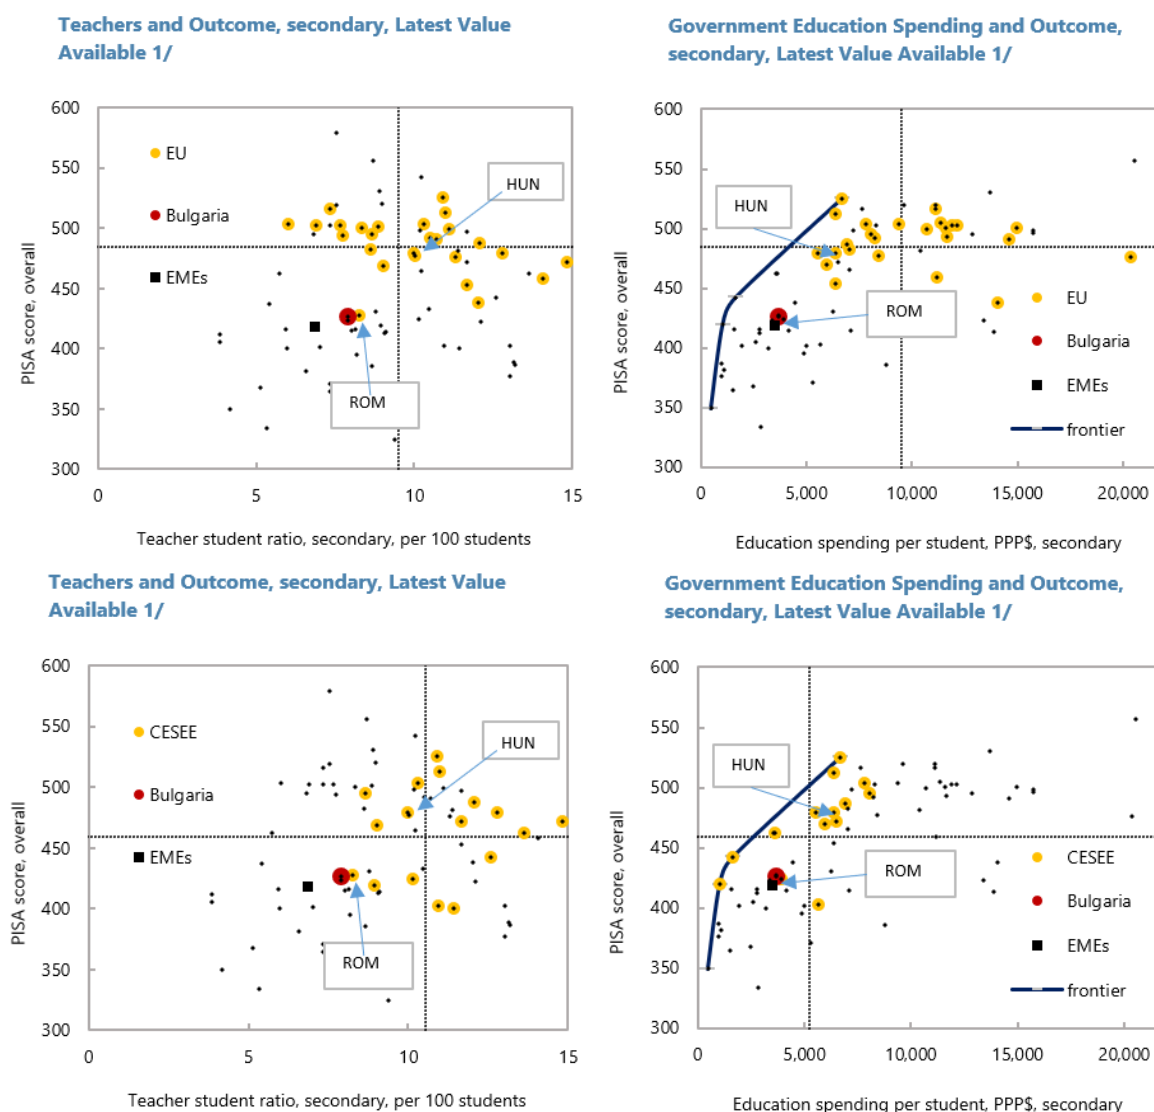 Teachers and Outcome, secondary, Latest Value
Available 1/
600
550
500
450
400
350
300
PISA score, overall
EU
Bulgaria
EMEs
HUN
ROM
0
5
10
15
Teacher student ratio, secondary, per 100 students
Government Education Spending and Outcome,
secondary, Latest Value Available 1/
600
550
500
450
400
350
300
PISA score, overall
HUN
ROM
EU
Bulgaria
EMEs
frontier
0
5,000
10,000
15,000
20,000
Education spending per student, PPP$, secondary
Teachers and Outcome, secondary, Latest Value
Available 1/
600
550
500
450
400
350
300
PISA score, overall
CESEE
Bulgaria
EMEs
HUN
ROM
0
5
10
15
Teacher student ratio, secondary, per 100 students
Government Education Spending and Outcome,
secondary, Latest Value Available 1/
600
550
500
450
400
350
300
PISA score, overall
HUN
ROM
CESEE
Bulgaria
EMEs
frontier
0
5,000
10,000
15,000
20,000
Education spending per student, PPP$, secondary